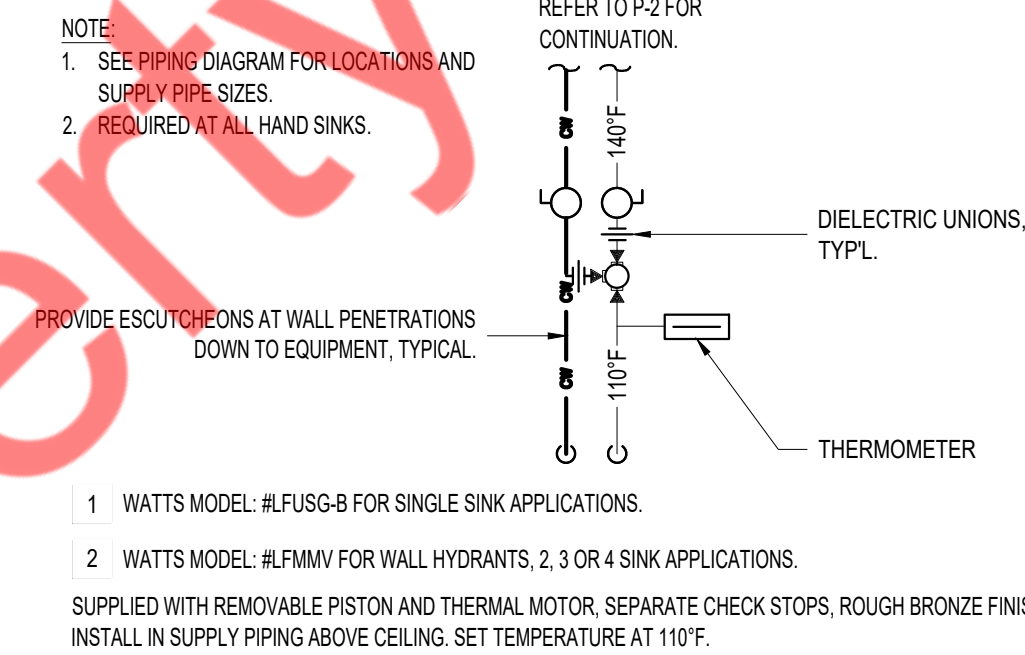 REFER TO P-2 FOR
CONTINUATION.
NOTE:
1. SEE PIPING DIAGRAM FOR LOCATIONS AND
SUPPLY PIPE SIZES.
2. REQUIRED AT ALL HAND SINKS.
CW
140°F
DIELECTRIC UNIONS,
TYP'L.
CW
PROVIDE ESCUTCHEONS AT WALL PENETRATIONS
DOWN TO EQUIPMENT, TYPICAL.
CW
110°F
THERMOMETER
1 WATTS MODEL: #LFUSG-B FOR SINGLE SINK APPLICATIONS.
2 WATTS MODEL: #LFMMV FOR WALL HYDRANTS, 2, 3 OR 4 SINK APPLICATIONS.
SUPPLIED WITH REMOVABLE PISTON AND THERMAL MOTOR, SEPARATE CHECK STOPS, ROUGH BRONZE FINIS
INSTALL IN SUPPLY PIPING ABOVE CEILING. SET TEMPERATURE AT 110°F.
erty